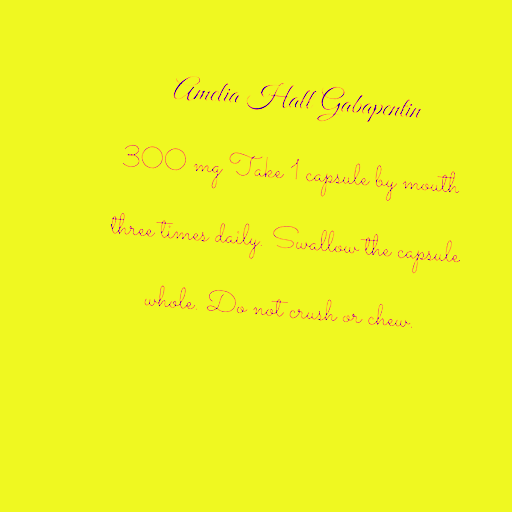 Amelia Hall Gabapentin
300 mg Take 1 capsule by mouth
three times daily. Swallow the capsule
whole. Do not crush or chew.